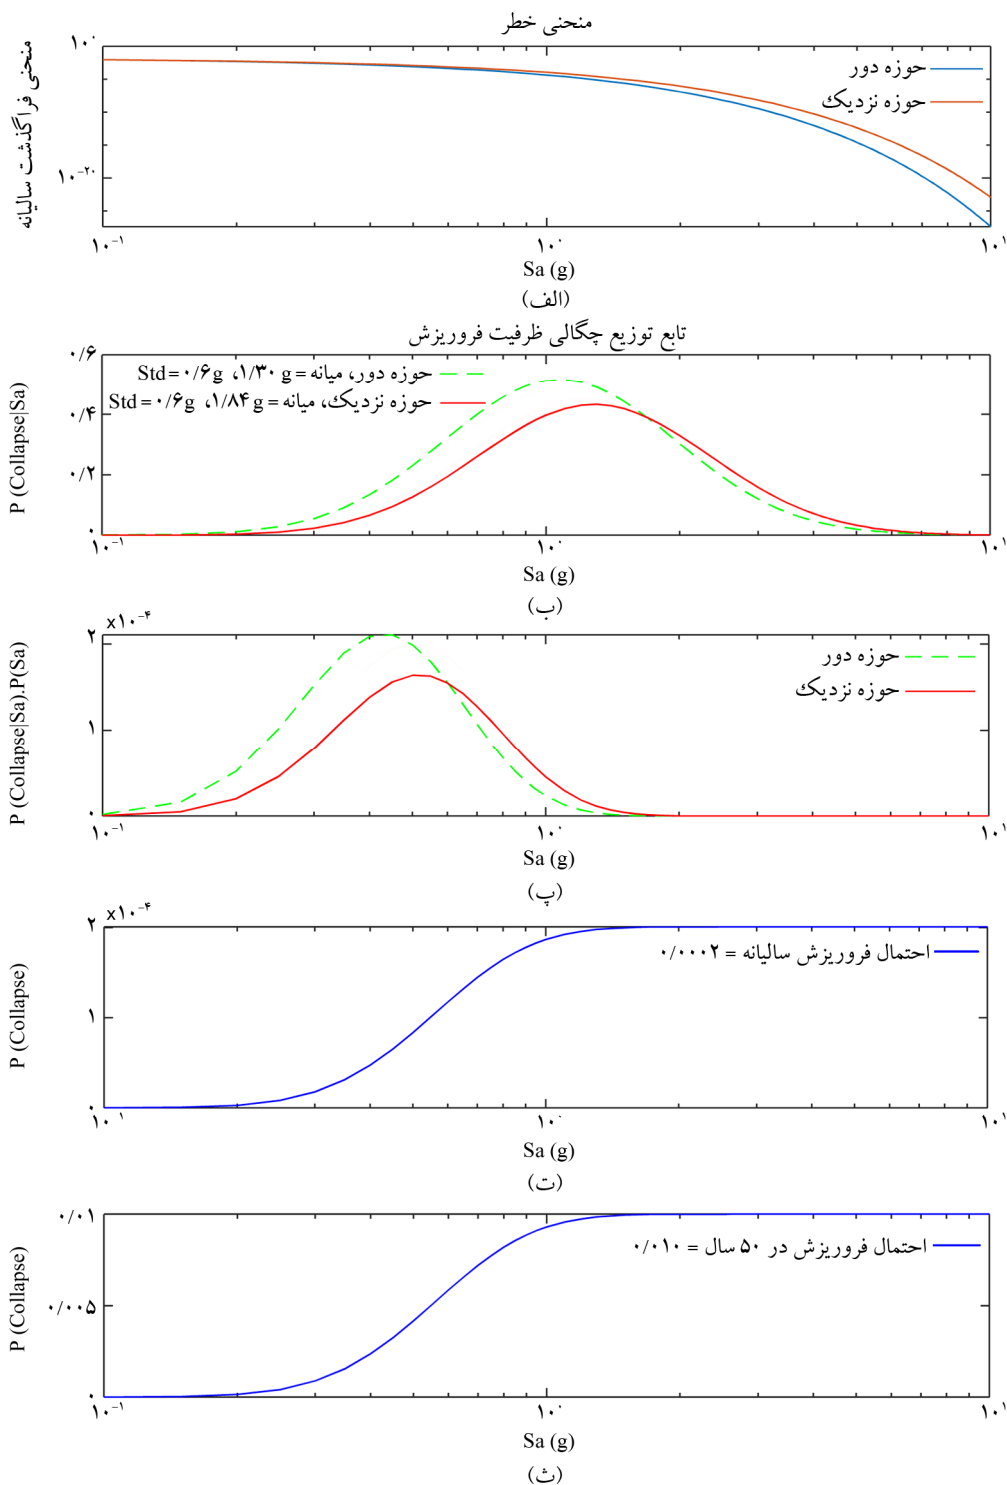 منحنی خطر
منحنی فراگذشت سالیانه
۱۰۰
۱۰−۲۰
حوزه دور
حوزه نزدیک
۱۰−۱ ۱۰۰ ۱۰۱
Sa (g)
(الف)
تابع توزیع چگالی ظرفیت فروریزش
P (Collapse|Sa)
۰/۶
۰/۴
۰/۲
۰
حوزه دور، میانه = ۱/۳۰ g، Std = ۰/۶g
حوزه نزدیک، میانه = ۱/۸۴ g، Std = ۰/۶g
۱۰−۱ ۱۰۰ ۱۰۱
Sa (g)
(ب)
x۱۰−۴
P (Collapse|Sa).P(Sa)
۲
۱
۰
حوزه دور
حوزه نزدیک
۱۰−۱ ۱۰۰ ۱۰۱
Sa (g)
(پ)
x۱۰−۴
P (Collapse)
۲
۱
۰
احتمال فروریزش سالیانه = ۰/۰۰۰۲
۱۰−۱ ۱۰۰ ۱۰۱
Sa (g)
(ت)
P (Collapse)
۰/۰۱
۰/۰۰۵
۰
احتمال فروریزش در ۵۰ سال = ۰/۰۱۰
۱۰−۱ ۱۰۰ ۱۰۱
Sa (g)
(ث)